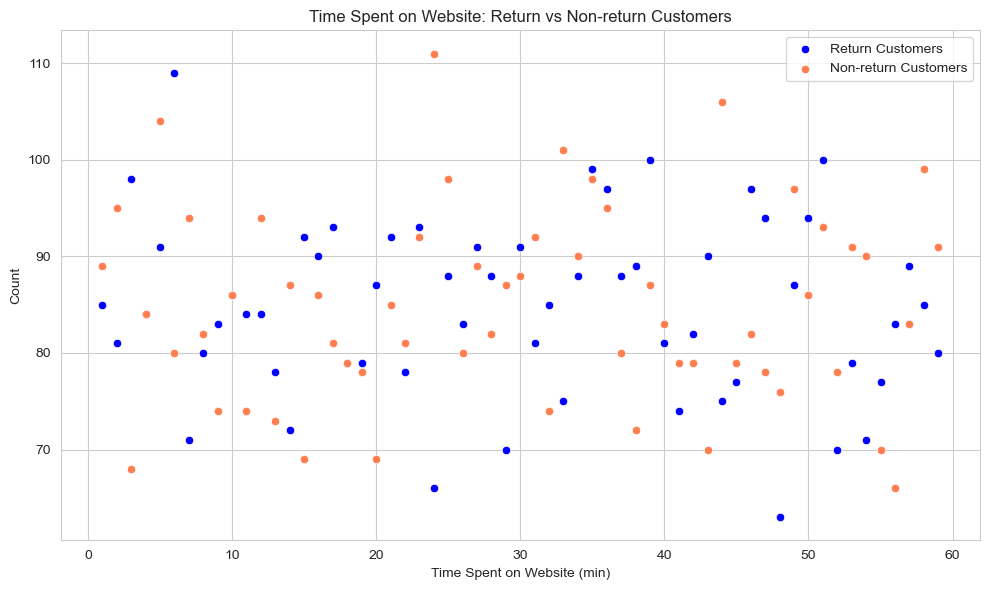 Time Spent on Website: Return vs Non-return Customers
Return Customers
Non-return Customers
110
100
90
80
70
Count
0 10 20 30 40 50 60
Time Spent on Website (min)